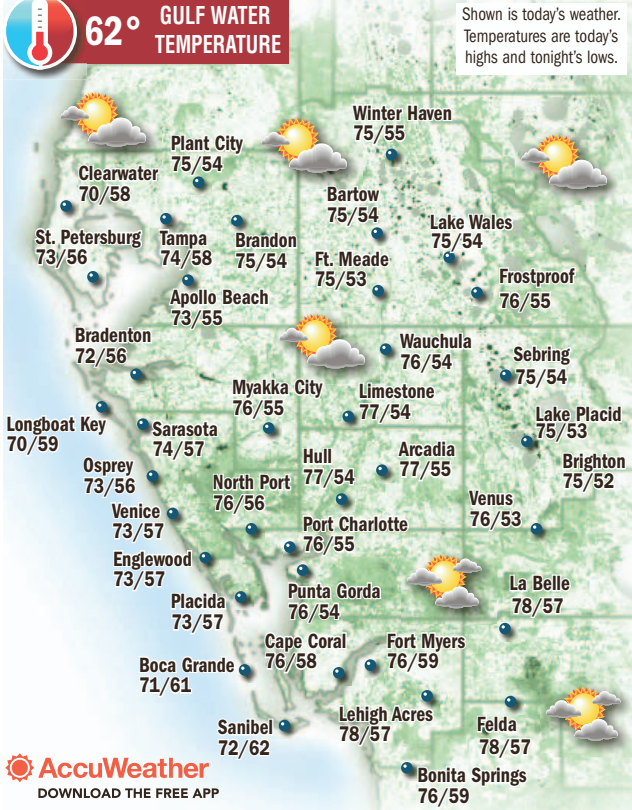 62° GULF WATER
TEMPERATURE
Shown is today's weather.
Temperatures are today's
highs and tonight's lows.
Winter Haven
75/55
Plant City
75/54
Clearwater
70/58
Bartow
75/54
Lake Wales
75/54
St. Petersburg
73/56
Tampa
74/58
Brandon
75/54
Ft. Meade
75/53
Frostproof
76/55
Apollo Beach
73/55
Bradenton
72/56
Wauchula
76/54
Sebring
75/54
Myakka City
76/55
Limestone
77/54
Longboat Key
70/59
Sarasota
74/57
Lake Placid
75/53
Osprey
73/56
Hull
77/54
Arcadia
77/55
Brighton
75/52
North Port
76/56
Venus
76/53
Venice
73/57
Port Charlotte
76/55
Englewood
73/57
Punta Gorda
76/54
La Belle
78/57
Placida
73/57
Cape Coral
76/58
Fort Myers
76/59
Boca Grande
71/61
Lehigh Acres
78/57
Felda
78/57
Sanibel
72/62
Bonita Springs
76/59
AccuWeather
DOWNLOAD THE FREE APP